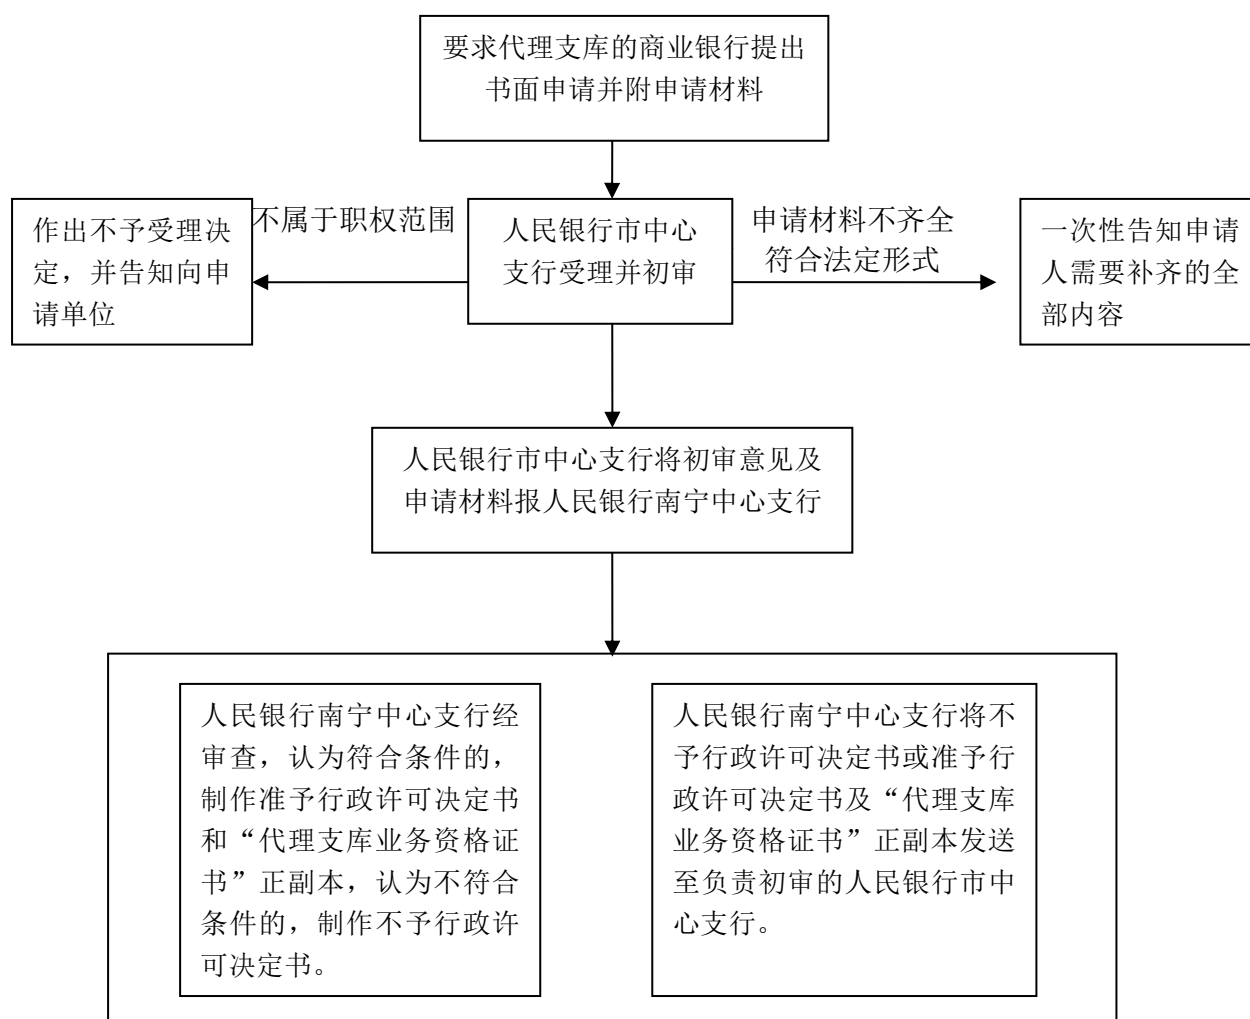 要求代理支库的商业银行提出
书面申请并附申请材料
作出不予受理决
定，并告知向申
请单位
不属于职权范围
人民银行市中心
支行受理并初审
申请材料不齐全
符合法定形式
一次性告知申请
人需要补齐的全
部内容
人民银行市中心支行将初审意见及
申请材料报人民银行南宁中心支行
人民银行南宁中心支行经
审查，认为符合条件的，
制作准予行政许可决定书
和“代理支库业务资格证
书”正副本，认为不符合
条件的，制作不予行政许
可决定书。
人民银行南宁中心支行将不
予行政许可决定书或准予行
政许可决定书及“代理支库
业务资格证书”正副本发送
至负责初审的人民银行市中
心支行。